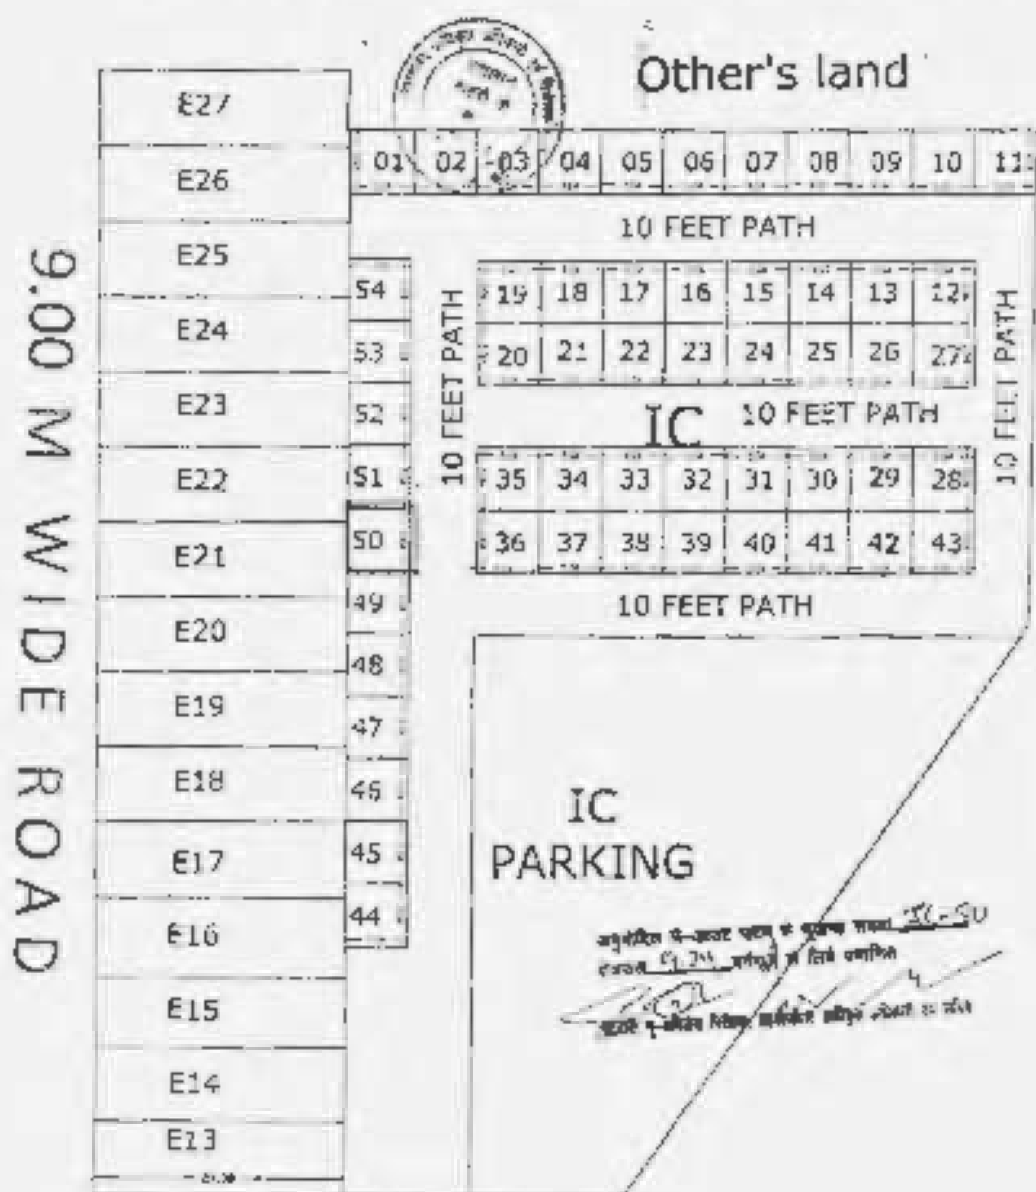 Other's land
E27
E26
E25
E24
E23
E22
E21
E20
E19
E18
E17
E16
E15
E14
E13
9.00 M WIDE ROAD
01 02 03 04 05 06 07 08 09 10 11
10 FEET PATH
54
53
52
51
50
49
48
47
46
45
44
10 FEET PATH
19 18 17 16 15 14 13 12
20 21 22 23 24 25 26 27
IC 10 FEET PATH
10 FEET PATH
35 34 33 32 31 30 29 28
36 37 38 39 40 41 42 43
10 FEET PATH
IC
PARKING